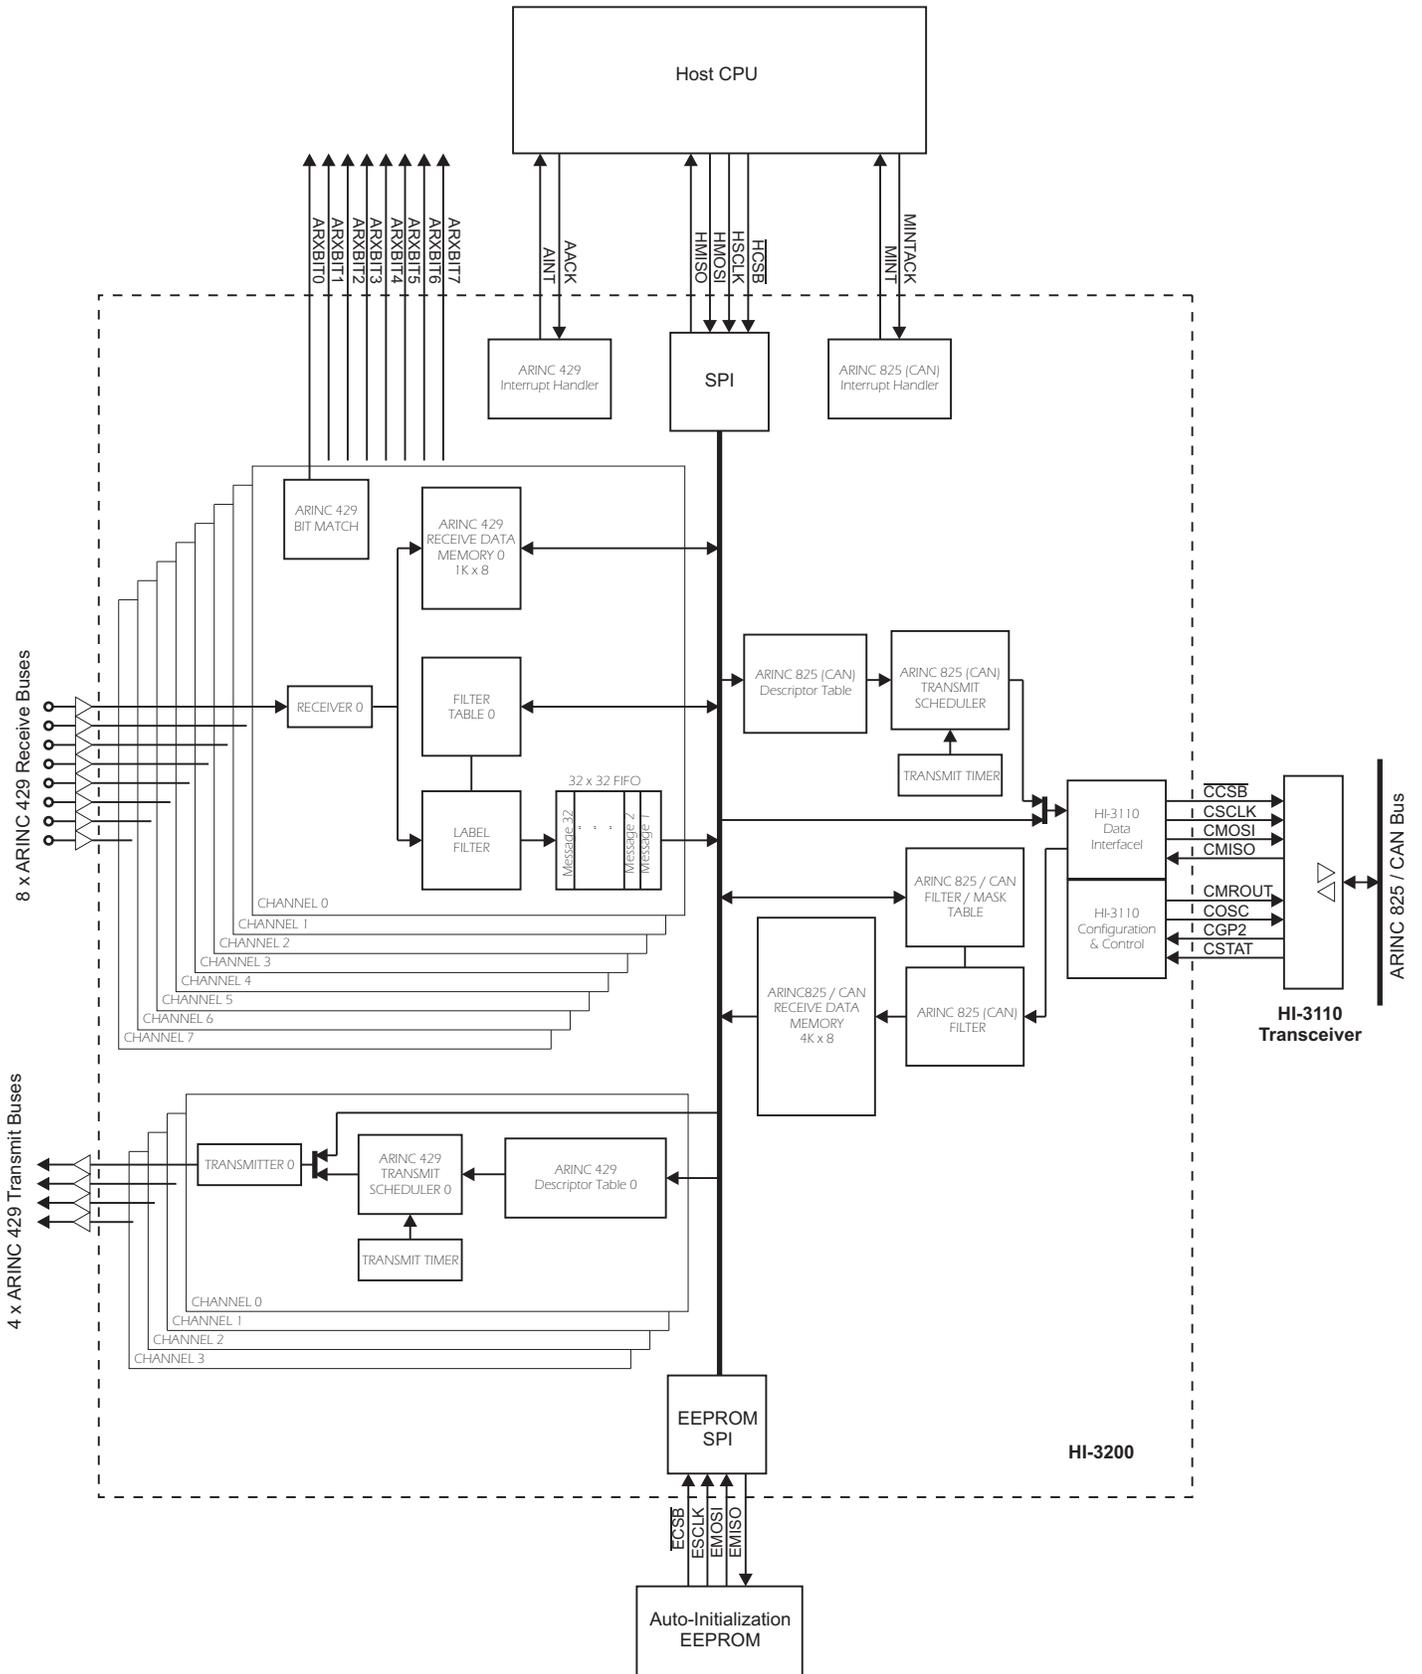 Host CPU
ARXBIT0
ARXBIT1
ARXBIT2
ARXBIT3
ARXBIT4
ARXBIT5
ARXBIT6
ARXBIT7
AINT
AACK
HMISO
HMOSI
HSCLK
HCSB
MINT
MINTACK
ARINC 429
Interrupt Handler
SPI
ARINC 825 (CAN)
Interrupt Handler
ARINC 429
BIT MATCH
ARINC 429
RECEIVE DATA
MEMORY 0
1K x 8
8 x ARINC 429 Receive Buses
RECEIVER 0
FILTER
TABLE 0
LABEL
FILTER
32 x 32 FIFO
Message 32
" " "
Message 2
Message 1
CHANNEL 0
CHANNEL 1
CHANNEL 2
CHANNEL 3
CHANNEL 4
CHANNEL 5
CHANNEL 6
CHANNEL 7
ARINC 825 (CAN)
Descriptor Table
ARINC 825 (CAN)
TRANSMIT
SCHEDULER
TRANSMIT TIMER
HI-3110
Data
Interfacel
HI-3110
Configuration
& Control
CCSB
CSCLK
CMOSI
CMISO
CMROUT
COSC
CGP2
CSTAT
HI-3110
Transceiver
ARINC 825 / CAN Bus
ARINC 825 / CAN
FILTER / MASK
TABLE
ARINC825 / CAN
RECEIVE DATA
MEMORY
4K x 8
ARINC 825 (CAN)
FILTER
4 x ARINC 429 Transmit Buses
TRANSMITTER 0
ARINC 429
TRANSMIT
SCHEDULER 0
ARINC 429
Descriptor Table 0
TRANSMIT TIMER
CHANNEL 0
CHANNEL 1
CHANNEL 2
CHANNEL 3
EEPROM
SPI
HI-3200
ECSB
ESCLK
EMOSI
EMISO
Auto-Initialization
EEPROM